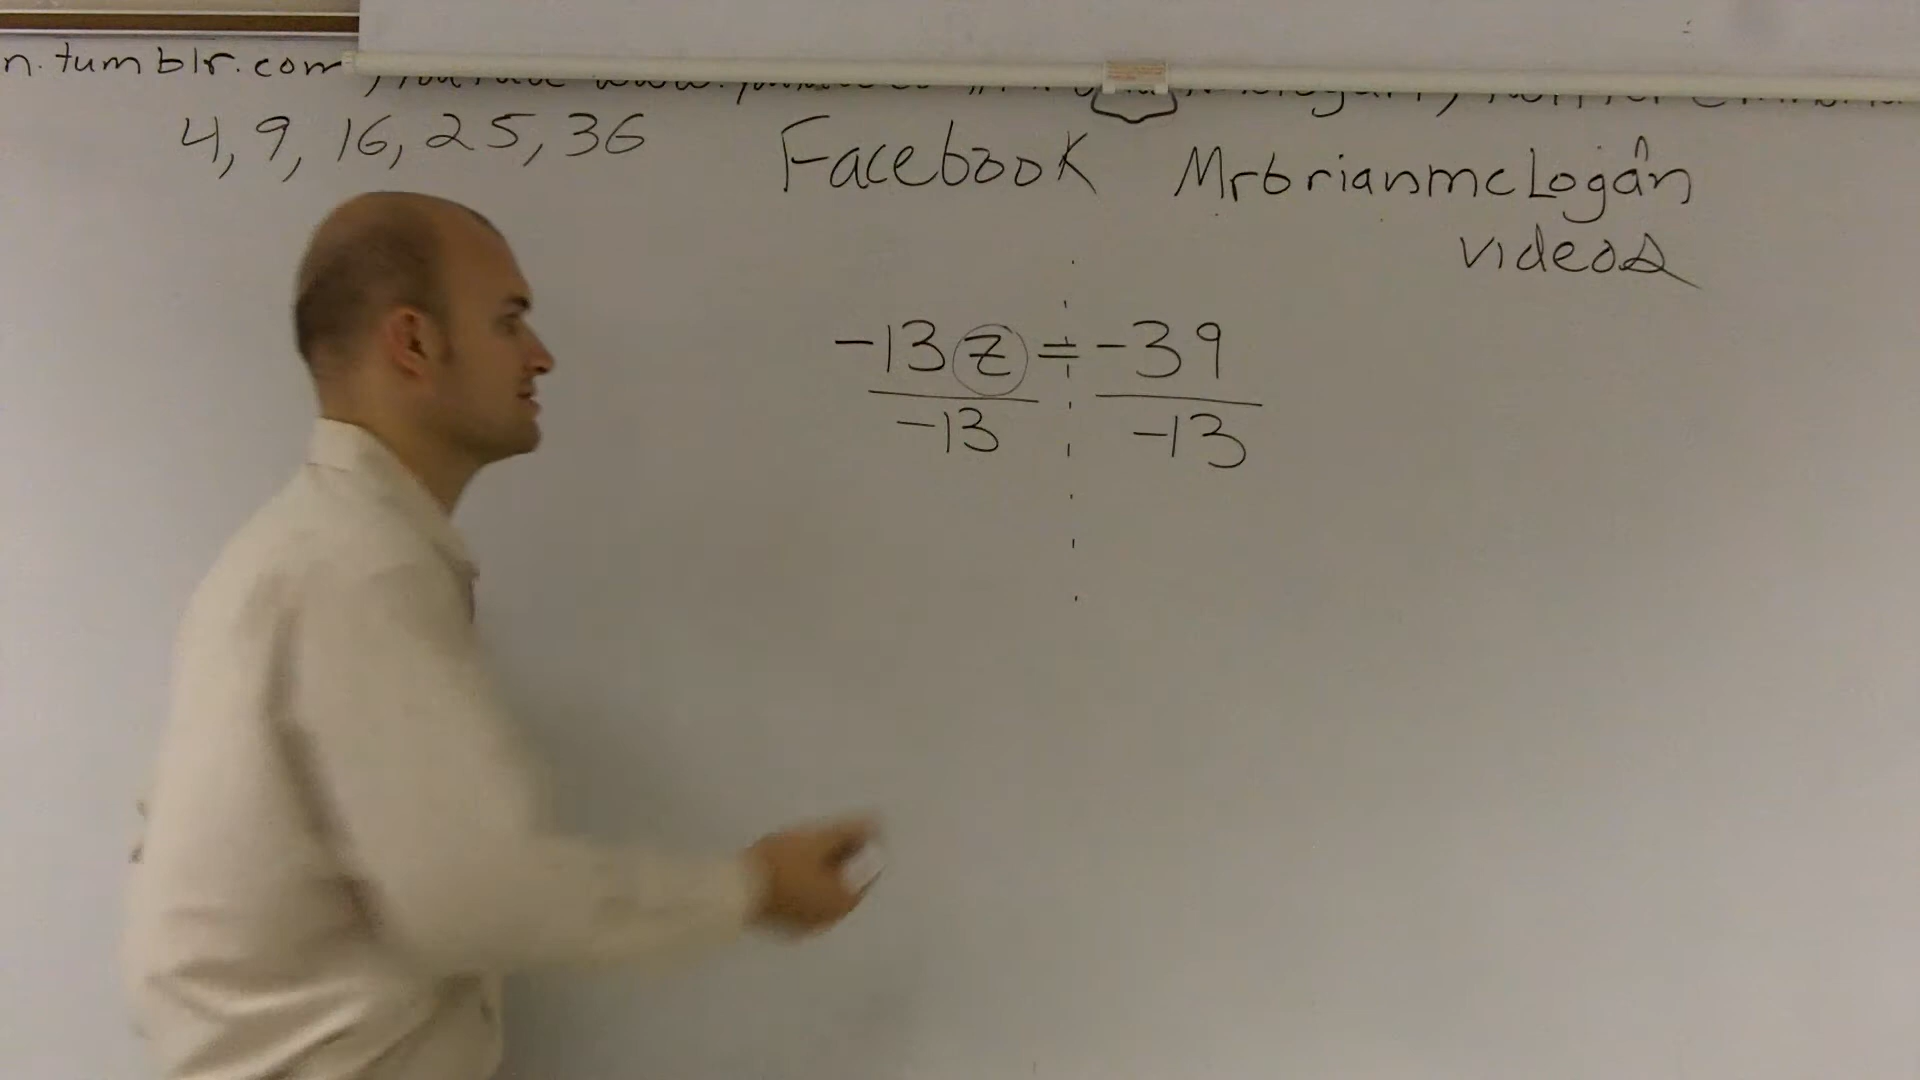 n.tumblr.com
4, 9, 16, 25, 36
Facebook MrbrianmcLogan
videos
-13z = -39
-13 -13